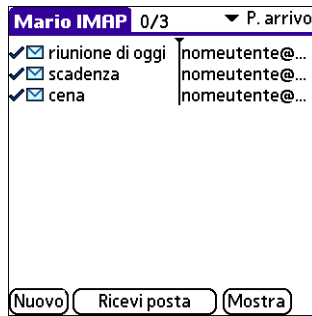 Mario IMAP 0/3 P. arrivo
riunione di oggi nomeutente@...
scadenza nomeutente@...
cena nomeutente@...
Nuovo Ricevi posta Mostra